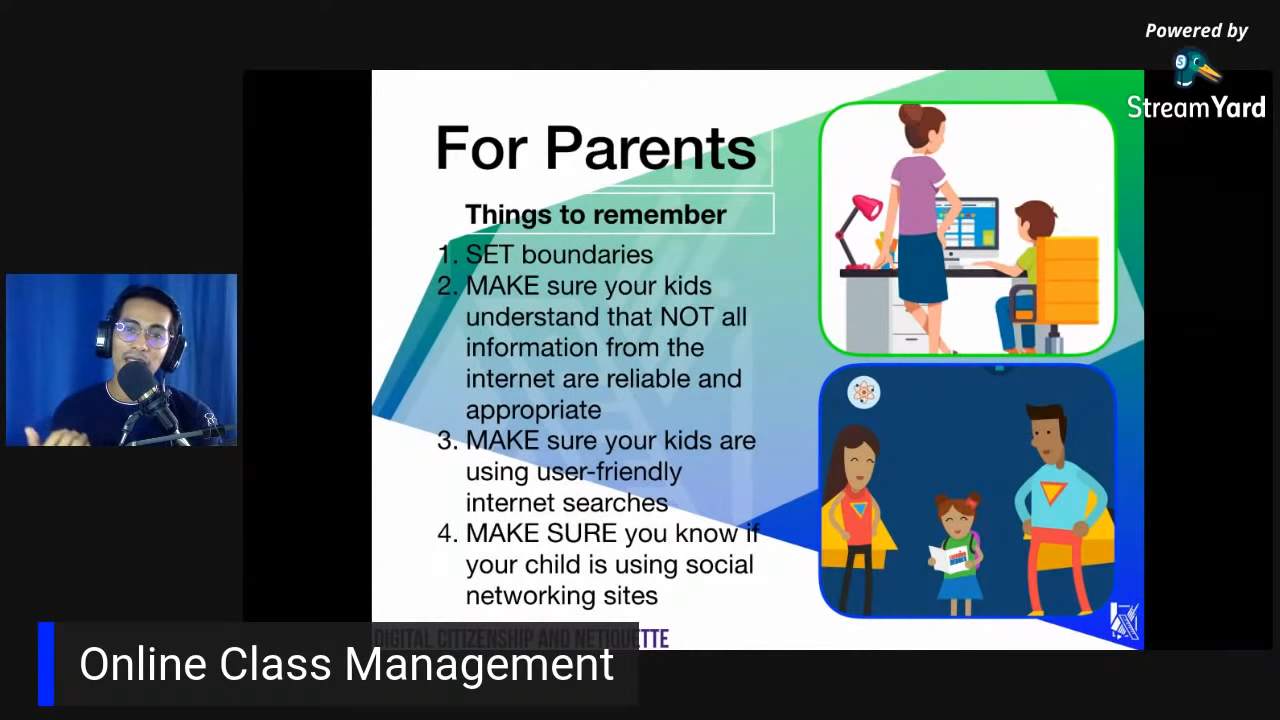 Powered by
StreamYard
For Parents
Things to remember
1. SET boundaries
2. MAKE sure your kids
understand that NOT all
information from the
internet are reliable and
appropriate
3. MAKE sure your kids are
using user-friendly
internet searches
4. MAKE SURE you know if
your child is using social
networking sites
DIGITAL CITIZENSHIP AND NETIQUETTE
Online Class Management